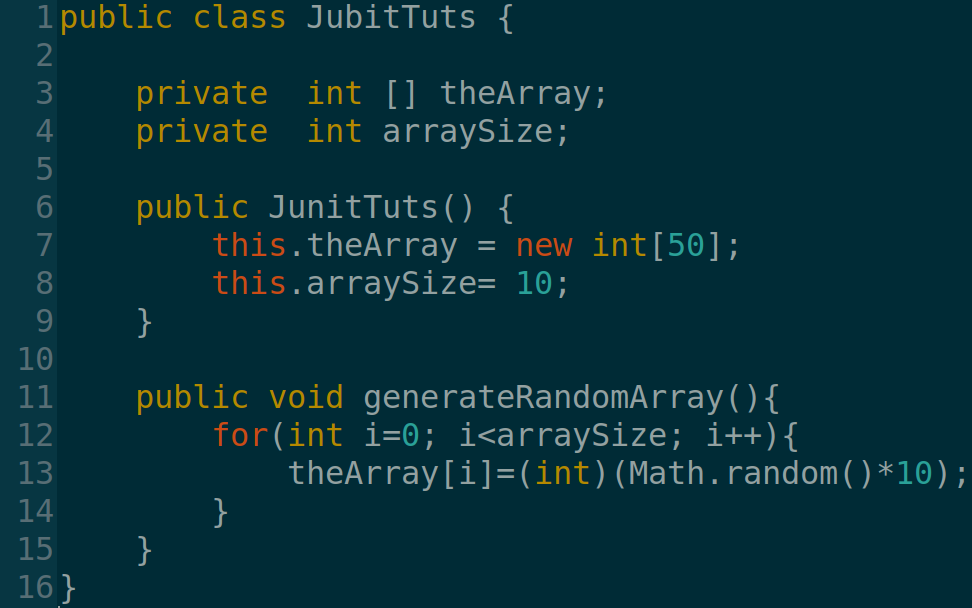 1 public class JubitTuts {
2
3     private  int [] theArray;
4     private  int arraySize;
5
6     public JunitTuts() {
7         this.theArray = new int[50];
8         this.arraySize= 10;
9     }
10
11     public void generateRandomArray(){
12         for(int i=0; i<arraySize; i++){
13             theArray[i]=(int)(Math.random()*10);
14         }
15     }
16 }